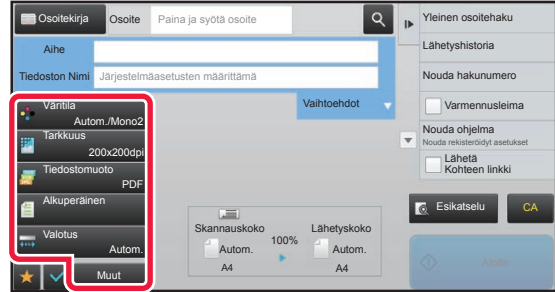 Osoitekirja
Osoite
Paina ja syötä osoite
Aihe
Tiedoston Nimi
Järjestelmäasetusten määrittämä
Vaihtoehdot
Väritila
Autom./Mono2
Tarkkuus
200x200dpi
Tiedostomuoto
PDF
Alkuperäinen
Valotus
Autom.
Muut
Skannauskoko
Autom.
A4
100%
Lähetyskoko
Autom.
A4
Yleinen osoitehaku
Lähetyshistoria
Nouda hakunumero
Varmennusleima
Nouda ohjelma
Nouda rekisteröidyt asetukset
Lähetä
Kohteen linkki
Esikatselu
CA
Aloita